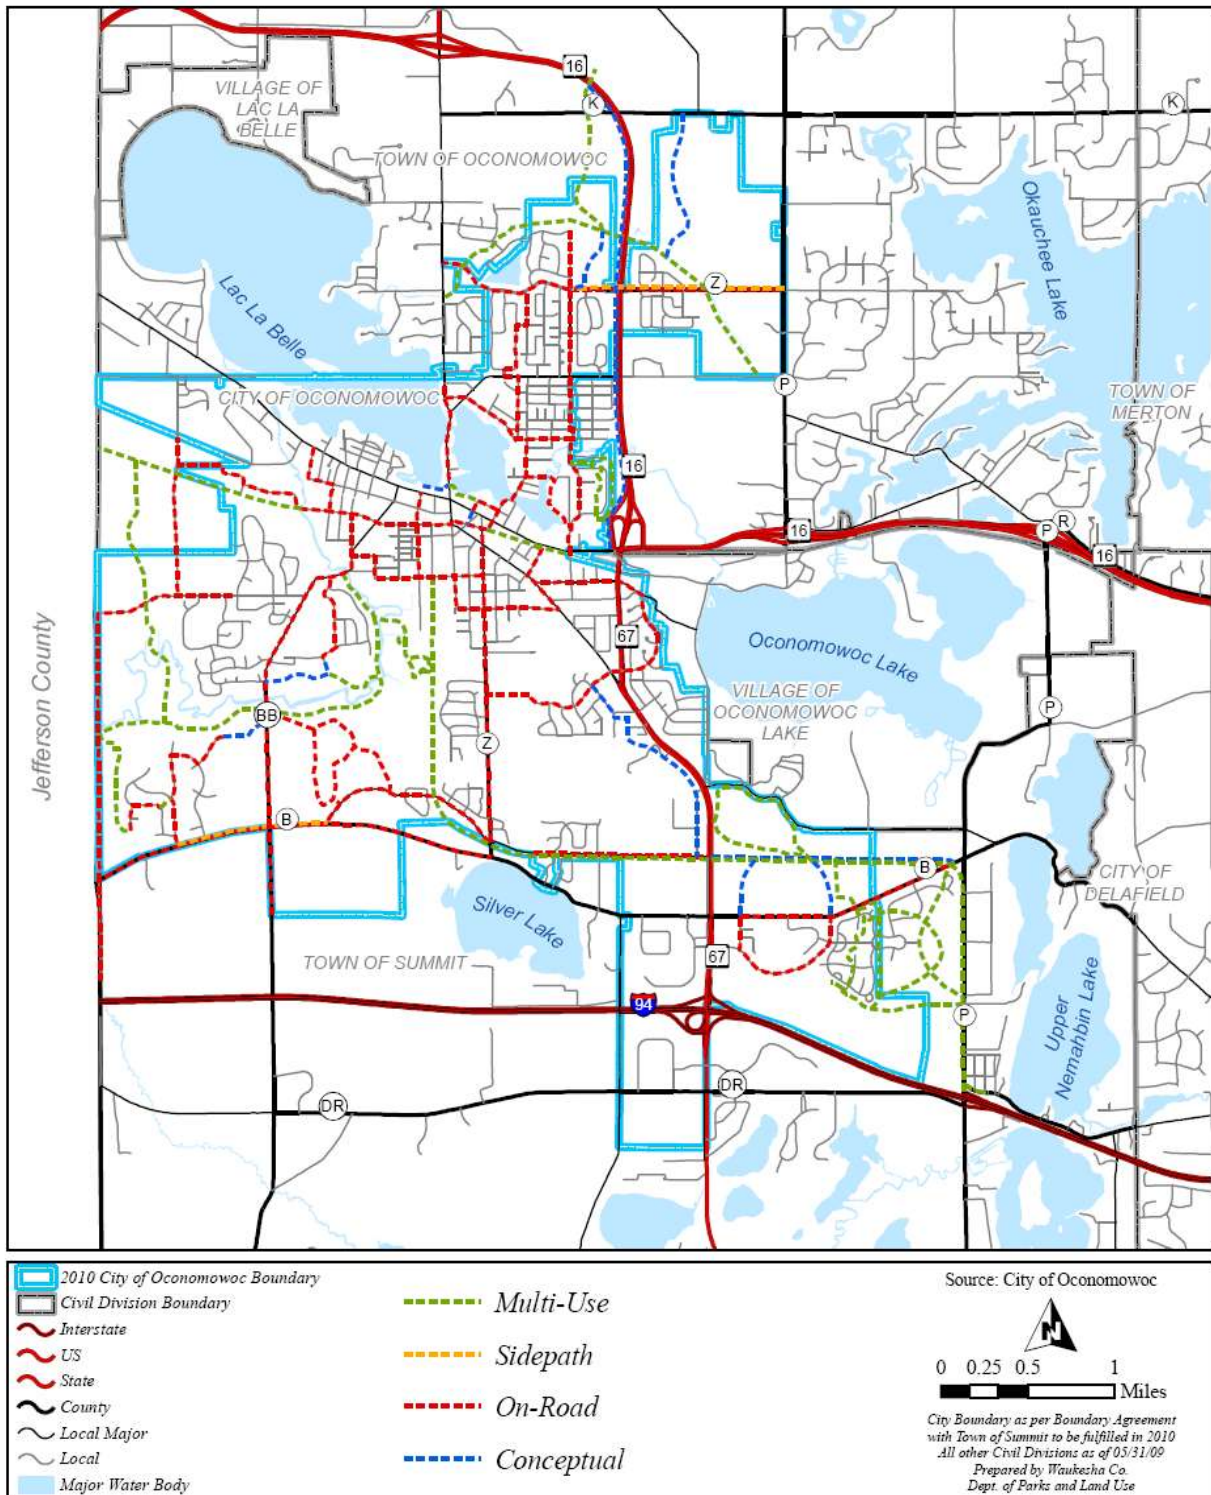 16
K
K
VILLAGE OF
LAC LA
BELLE
TOWN OF OCONOMOWOC
Okauchee Lake
Lac La Belle
Z
P
CITY OF OCONOMOWOC
TOWN OF
MERTON
16
16
P
R
16
Jefferson County
67
Oconomowoc Lake
VILLAGE OF
OCONOMOWOC
LAKE
P
BB
Z
B
B
CITY OF
DELAFIELD
Silver Lake
67
TOWN OF SUMMIT
94
P
Upper
Nemahbin Lake
DR
DR
2010 City of Oconomowoc Boundary
Civil Division Boundary
Interstate
US
State
County
Local Major
Local
Major Water Body
Multi-Use
Sidepath
On-Road
Conceptual
Source: City of Oconomowoc
N
0 0.25 0.5 1
Miles
City Boundary as per Boundary Agreement
with Town of Summit to be fulfilled in 2010
All other Civil Divisions as of 05/31/09
Prepared by Waukesha Co.
Dept. of Parks and Land Use